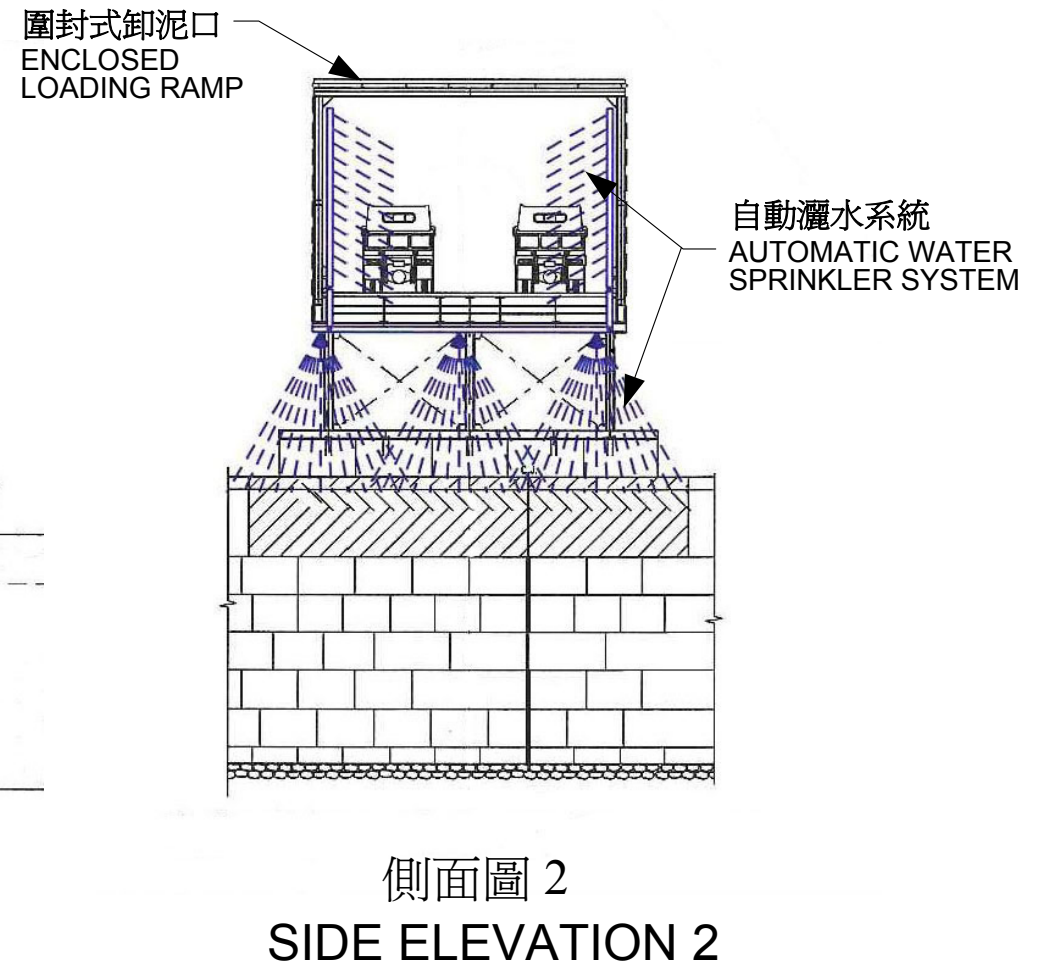 圍封式卸泥口
ENCLOSED
LOADING RAMP
自動灑水系統
AUTOMATIC WATER
SPRINKLER SYSTEM
側面圖 2
SIDE ELEVATION 2